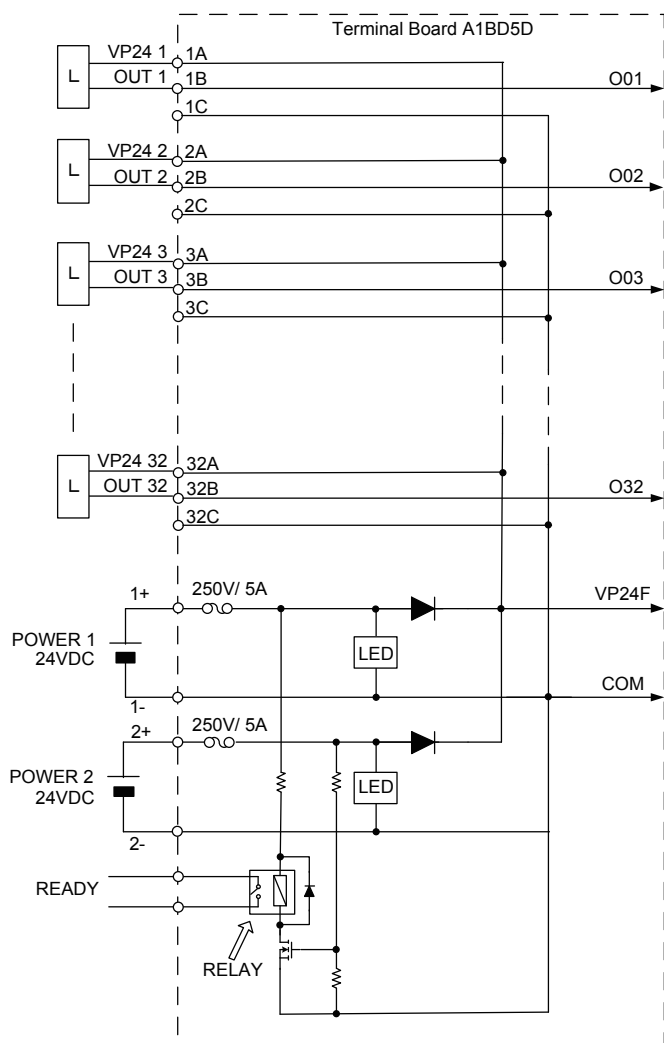 Terminal Board A1BD5D
VP24 1
1A
L
OUT 1
1B
O01
1C
VP24 2
2A
L
OUT 2
2B
O02
2C
VP24 3
3A
L
OUT 3
3B
O03
3C
VP24 32
32A
L
OUT 32
32B
O32
32C
1+
250V/ 5A
VP24F
POWER 1
24VDC
LED
COM
1-
2+
250V/ 5A
POWER 2
24VDC
LED
2-
READY
RELAY